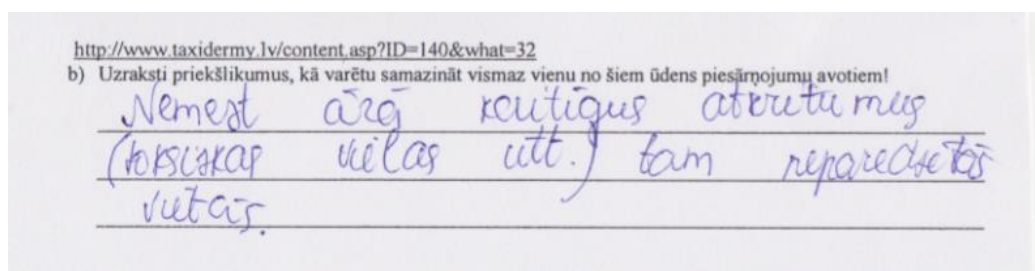 http://www.taxidermy.lv/content.asp?ID=140&what=32
b) Uzraksti priekšlikumus, kā varētu samazināt vismaz vienu no šiem ūdens piesārņojumu avotiem!
Nemest ārā kaitīgus atkritumus
(toksiskas vielas utt.) tam neparedzētās
vietās.